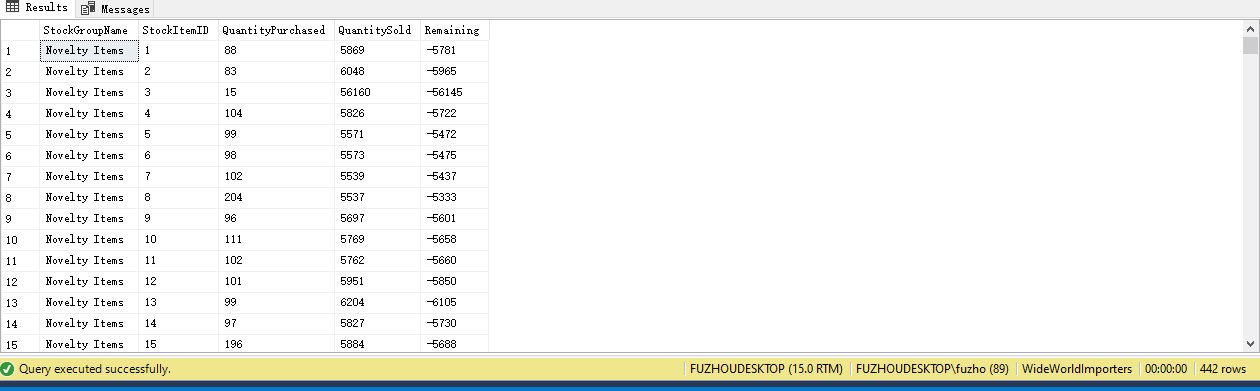 Results Messages
StockGroupName StockItemID QuantityPurchased QuantitySold Remaining
1 Novelty Items 1 88 5869 -5781
2 Novelty Items 2 83 6048 -5965
3 Novelty Items 3 15 56160 -56145
4 Novelty Items 4 104 5826 -5722
5 Novelty Items 5 99 5571 -5472
6 Novelty Items 6 98 5573 -5475
7 Novelty Items 7 102 5539 -5437
8 Novelty Items 8 204 5537 -5333
9 Novelty Items 9 96 5697 -5601
10 Novelty Items 10 111 5769 -5658
11 Novelty Items 11 102 5762 -5660
12 Novelty Items 12 101 5951 -5850
13 Novelty Items 13 99 6204 -6105
14 Novelty Items 14 97 5827 -5730
15 Novelty Items 15 196 5884 -5688
Query executed successfully. FUZHOUDESKTOP (15.0 RTM) FUZHOUDESKTOP\fuzho (89) WideWorldImporters 00:00:00 442 rows